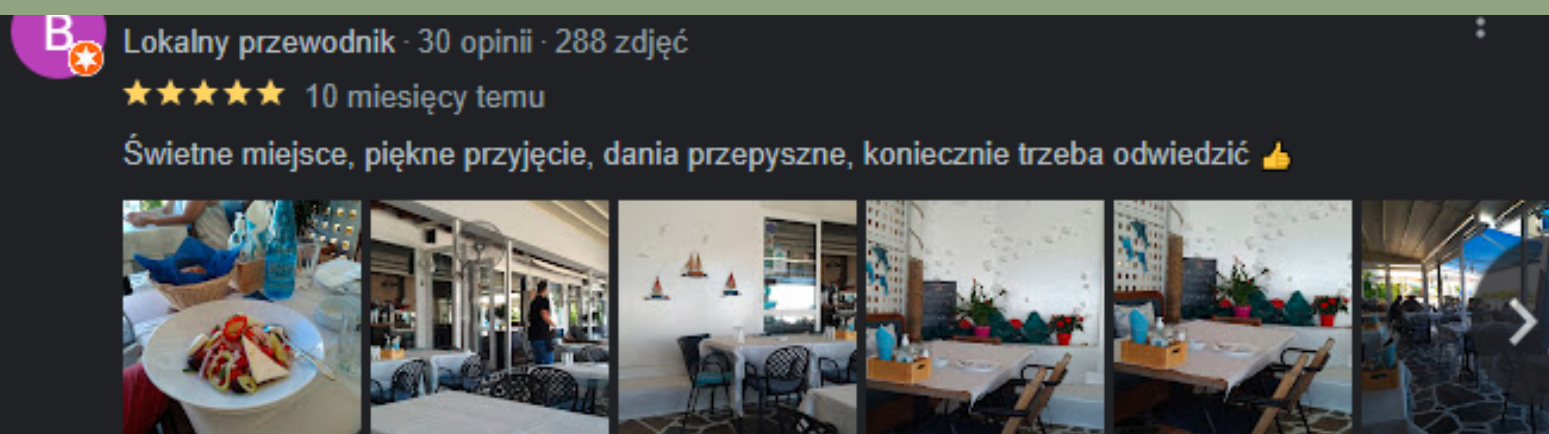 B
Lokalny przewodnik · 30 opinii · 288 zdjęć
10 miesięcy temu
Świetne miejsce, piękne przyjęcie, dania przepyszne, koniecznie trzeba odwiedzić 👍